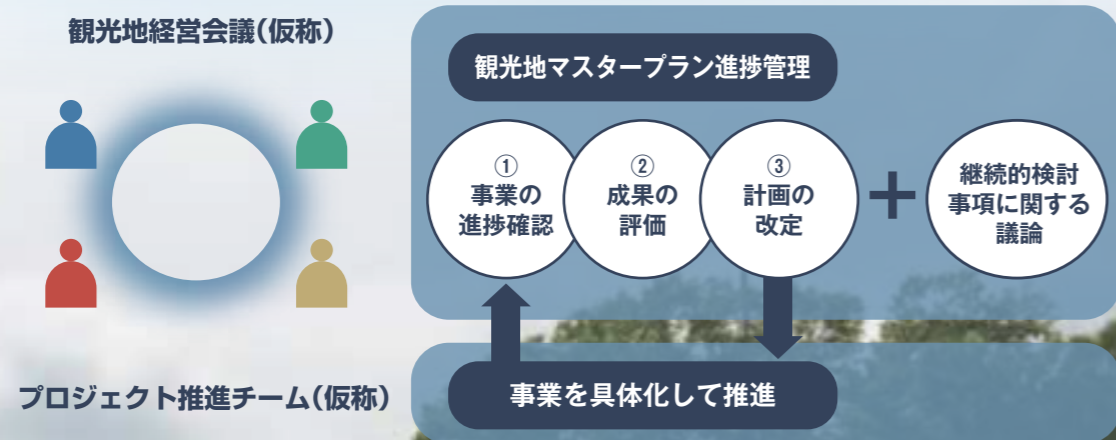 観光地経営会議(仮称)
観光地マスタープラン進捗管理
①
事業の
進捗確認
②
成果の
評価
③
計画の
改定
+
継続的検討
事項に関する
議論
プロジェクト推進チーム(仮称)
事業を具体化して推進